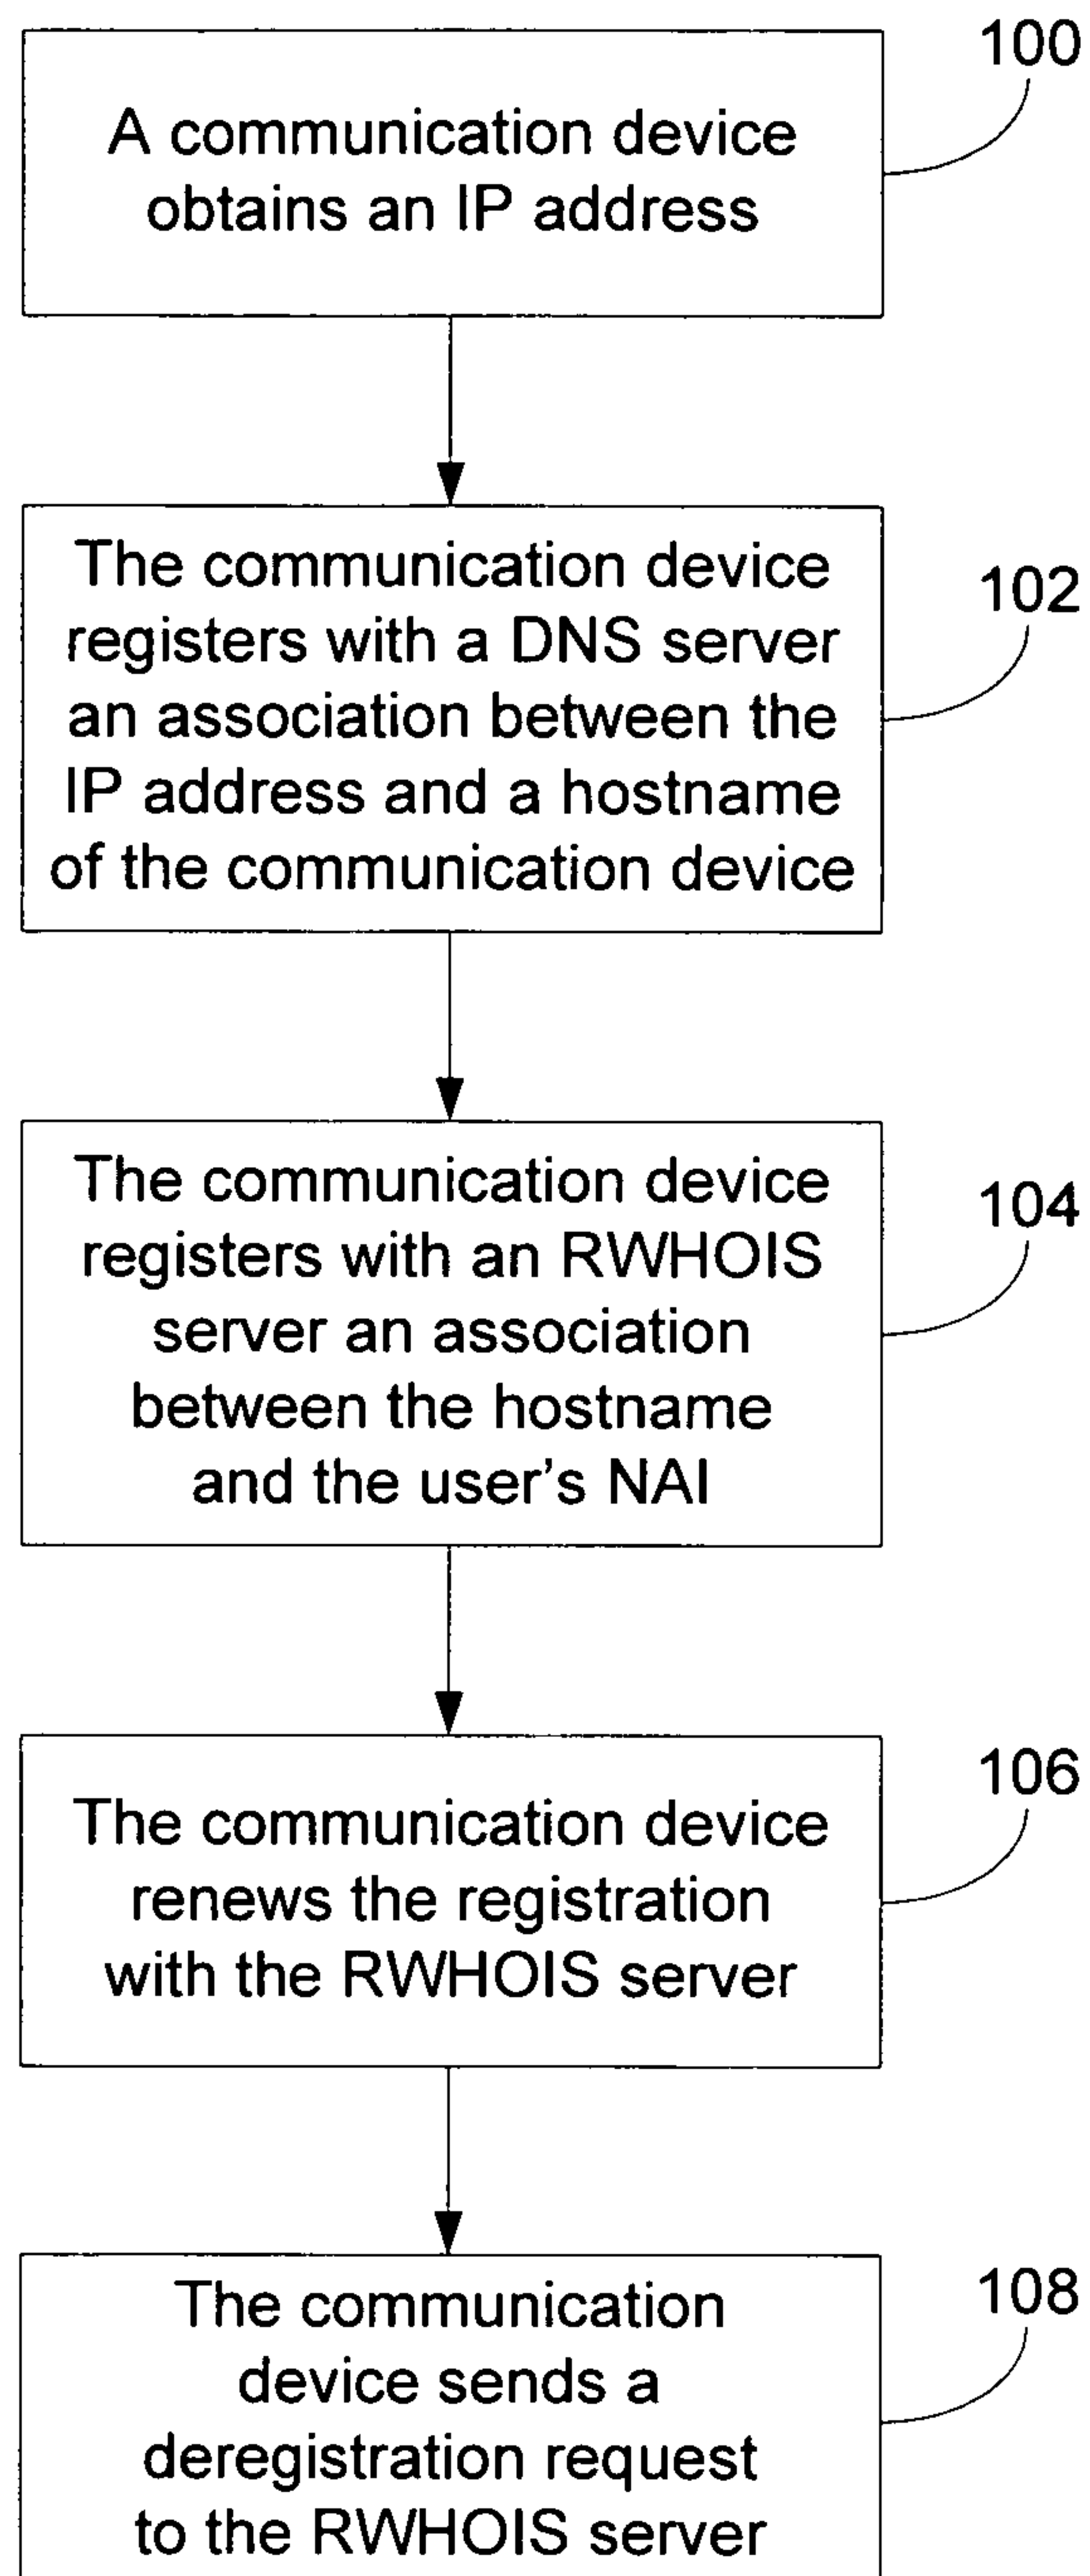 100
A communication device
obtains an IP address
102
The communication device
registers with a DNS server
an association between the
IP address and a hostname
of the communication device
104
The communication device
registers with an RWHOIS
server an association
between the hostname
and the user's NAI
106
The communication device
renews the registration
with the RWHOIS server
108
The communication
device sends a
deregistration request
to the RWHOIS server